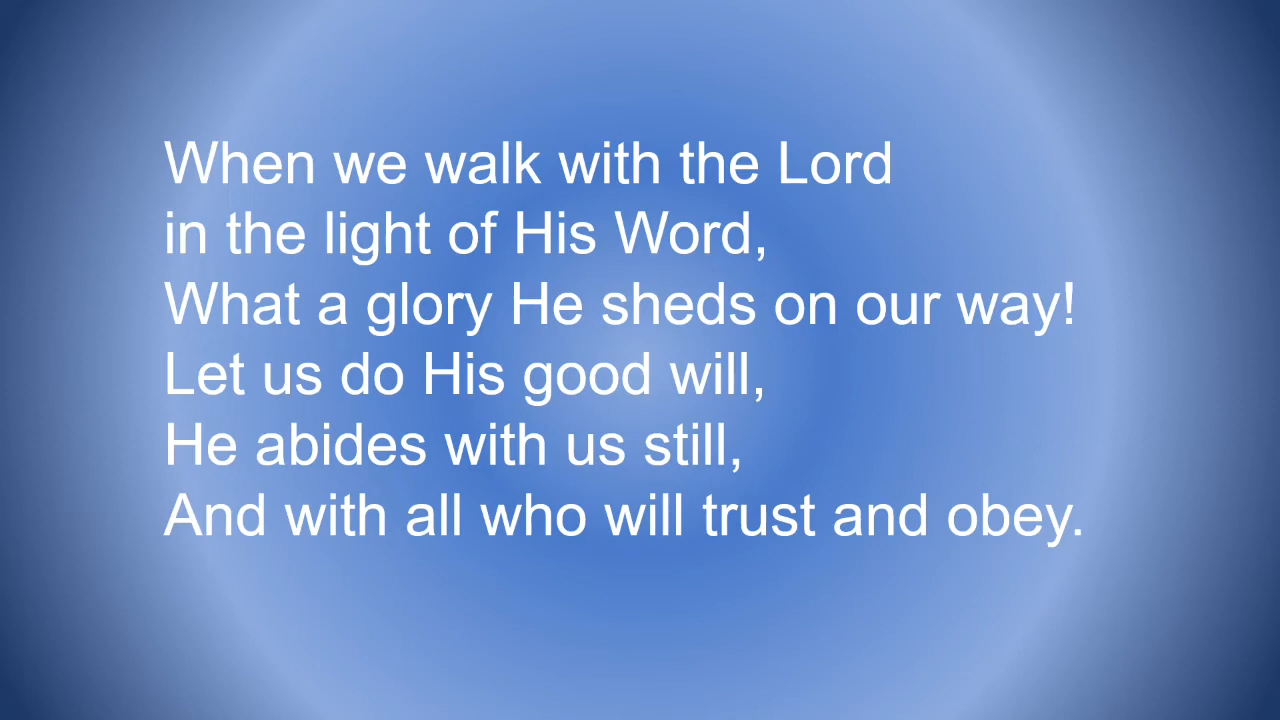 When we walk with the Lord
in the light of His Word,
What a glory He sheds on our way!
Let us do His good will,
He abides with us still,
And with all who will trust and obey.